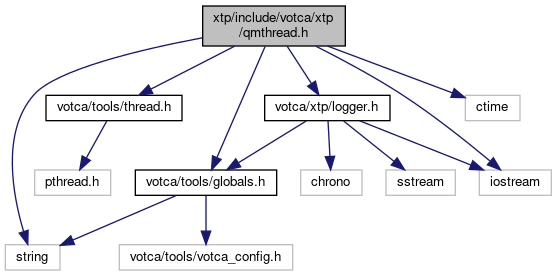 xtp/include/votca/xtp
/qmthread.h
votca/tools/thread.h
votca/xtp/logger.h
ctime
pthread.h
votca/tools/globals.h
chrono
sstream
iostream
string
votca/tools/votca_config.h